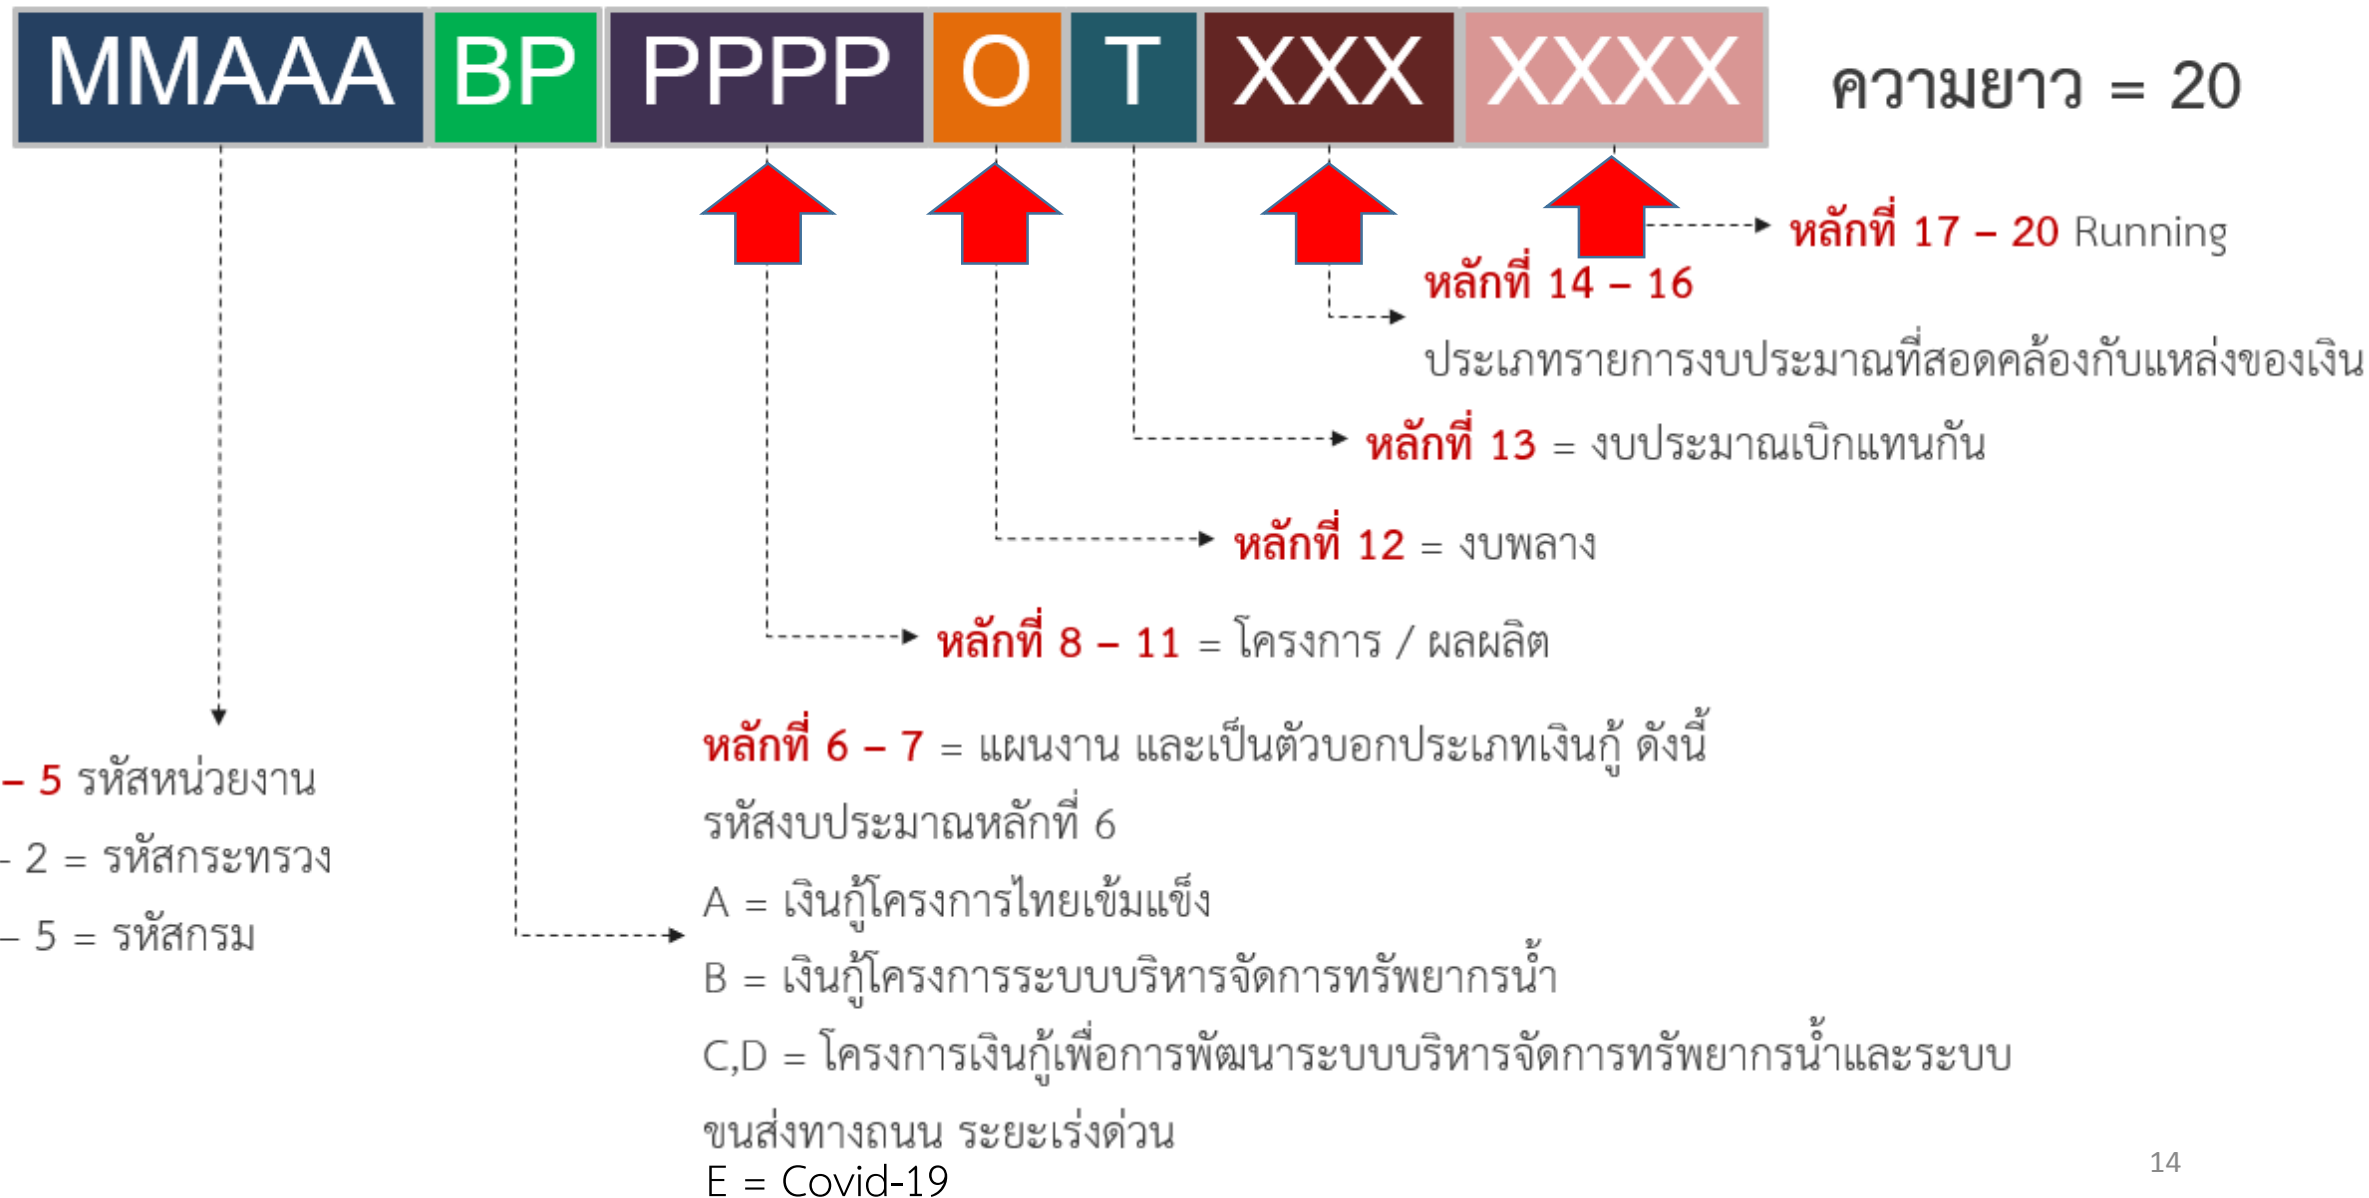 MMAAA BP PPPP O T XXX XXXX ความยาว = 20
หลักที่ 17 – 20 Running
หลักที่ 14 – 16
ประเภทรายการงบประมาณที่สอดคล้องกับแหล่งของเงิน
หลักที่ 13 = งบประมาณเบิกแทนกัน
หลักที่ 12 = งบพลาง
หลักที่ 8 – 11 = โครงการ / ผลผลิต
– 5 รหัสหน่วยงาน
- 2 = รหัสกระทรวง
– 5 = รหัสกรม
หลักที่ 6 – 7 = แผนงาน และเป็นตัวบอกประเภทเงินกู้ ดังนี้
รหัสงบประมาณหลักที่ 6
A = เงินกู้โครงการไทยเข้มแข็ง
B = เงินกู้โครงการระบบบริหารจัดการทรัพยากรน้ำ
C,D = โครงการเงินกู้เพื่อการพัฒนาระบบบริหารจัดการทรัพยากรน้ำและระบบ
ขนส่งทางถนน ระยะเร่งด่วน
E = Covid-19
14